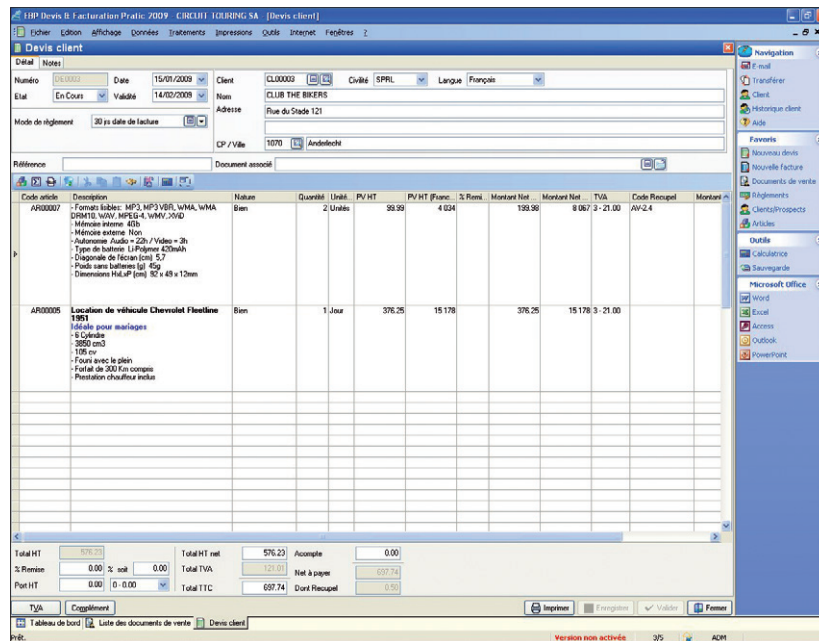 EBP Devis & Facturation Pratic 2009 - CIRCUIT TOURING SA - [Devis client]
Fichier Edition Affichage Données Traitements Impressions Outils Internet Fenêtres ?
Devis client
Détail Notes
Numéro DE0003 Date 15/01/2009 Client CL00003 Civilité SPRL Langue Français
Etat En Cours Validité 14/02/2009 Nom CLUB THE BIKERS
Adresse Rue du Stade 121
Mode de règlement 30 jrs date de facture
CP / Ville 1070 Anderlecht
Référence Document associé
Code article Description Nature Quantité Unité... PV HT PV HT (Franc... % Remi... Montant Net ... Montant Net ... TVA Code Recupel Montant
AR00007 - Formats lisibles: MP3, MP3 VBR, WMA, WMA Bien 2 Unités 99.99 4 034 199.98 8 067 3 - 21.00 AV-2.4
DRM10, WAV, MPEG-4, WMV, XViD
- Mémoire interne 4Gb
- Mémoire externe Non
- Autonomie Audio = 22h / Video = 3h
- Type de batterie Li-Polymer 420mAh
- Diagonale de l'écran (cm) 5,7
- Poids sans batteries (g) 45g
- Dimensions HxLxP (cm) 92 x 49 x 12mm
AR00005 Location de véhicule Chevrolet Fleetline Bien 1 Jour 376.25 15 178 376.25 15 178 3 - 21.00
1951
Idéale pour mariages
- 6 Cylindre
- 3850 cm3
- 105 cv
- Founi avec le plein
- Forfait de 300 Km compris
- Prestation chauffeur inclus
Total HT 576.23 Total HT net 576.23 Acompte 0.00
% Remise 0.00 % soit 0.00 Total TVA 121.01 Net à payer 697.74
Port HT 0.00 0 - 0.00 Total TTC 697.74 Dont Recupel 0.50
TVA Complément Imprimer Enregistrer Valider Fermer
Tableau de bord Liste des documents de vente Devis client
Prêt. Version non activée 3/5 ADM
Navigation
E-mail
Transférer
Client
Historique client
Aide
Favoris
Nouveau devis
Nouvelle facture
Documents de vente
Règlements
Clients/Prospects
Articles
Outils
Calculatrice
Sauvegarde
Microsoft Office
Word
Excel
Access
Outlook
PowerPoint